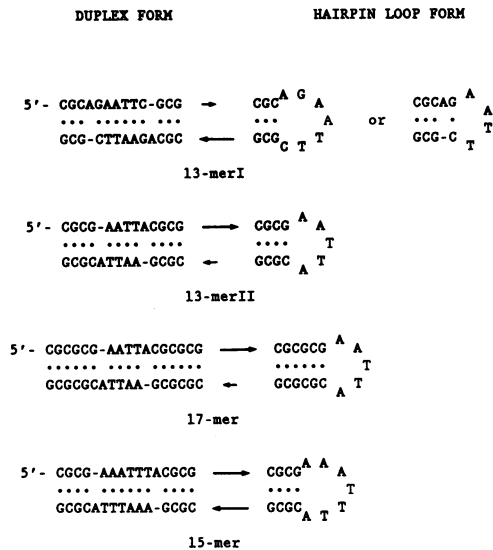 DUPLEX FORM HAIRPIN LOOP FORM
5'- CGCAGAATTC-GCG → CGC A G A A T T C GCG or CGCAG A A T T C-GCG
GCG-CTTAAGACGC ←
13-merI
5'- CGCG-AATTACGCG → CGCG A A T T A GCGC
GCGCATTAA-GCGC ←
13-merII
5'- CGCGCG-AATTACGCGCG → CGCGCG A A T T A GCGCGC
GCGCGCATTAA-GCGCGC ←
17-mer
5'- CGCG-AAATTTACGCG → CGCG A A A T T T A GCGC
GCGCATTTAAA-GCGC ←
15-mer